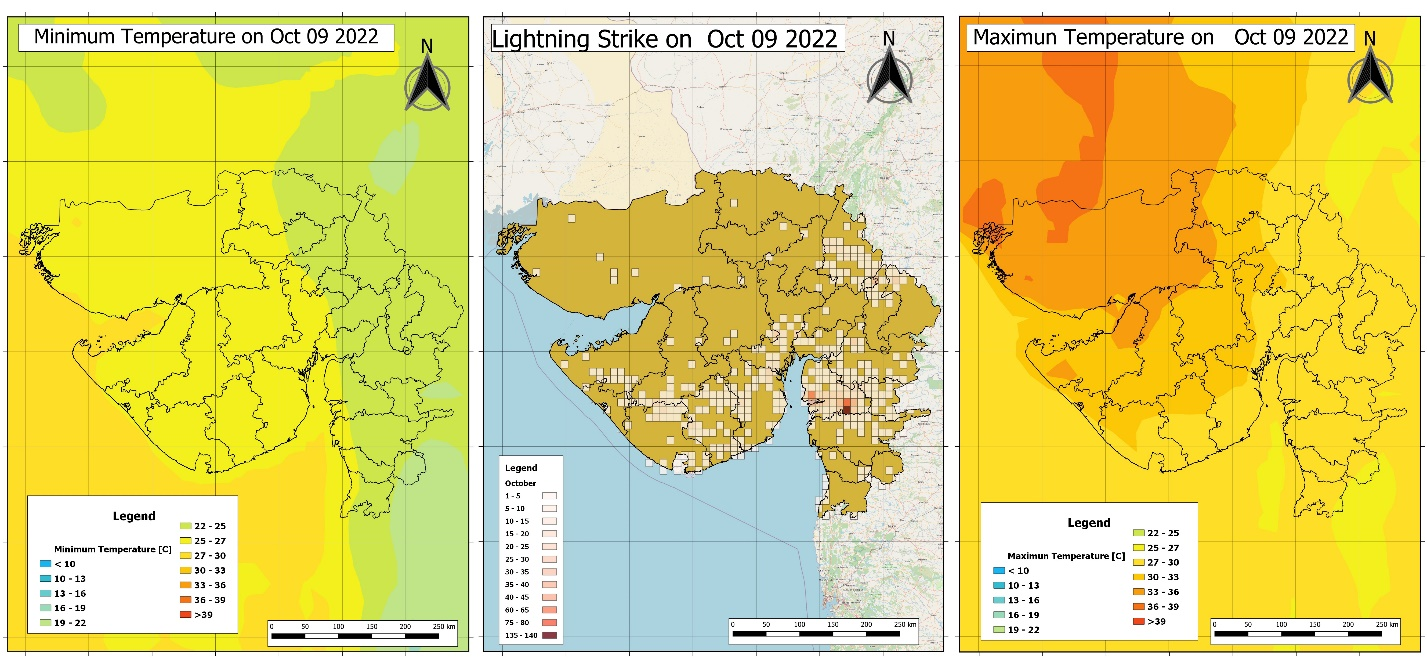 Minimum Temperature on Oct 09 2022
N
Legend
Minimum Temperature [C]
< 10
10 - 13
13 - 16
16 - 19
19 - 22
22 - 25
25 - 27
27 - 30
30 - 33
33 - 36
36 - 39
>39
0 50 100 150 200 250 km
Lightning Strike on Oct 09 2022
N
Legend
October
1 - 5
5 - 10
10 - 15
15 - 20
20 - 25
25 - 30
30 - 35
35 - 40
40 - 45
60 - 65
75 - 80
135 - 140
0 50 100 150 200 250 km
Maximun Temperature on Oct 09 2022
N
Legend
Maximun Temperature [C]
< 10
10 - 13
13 - 16
16 - 19
19 - 22
22 - 25
25 - 27
27 - 30
30 - 33
33 - 36
36 - 39
>39
0 50 100 150 200 250 km